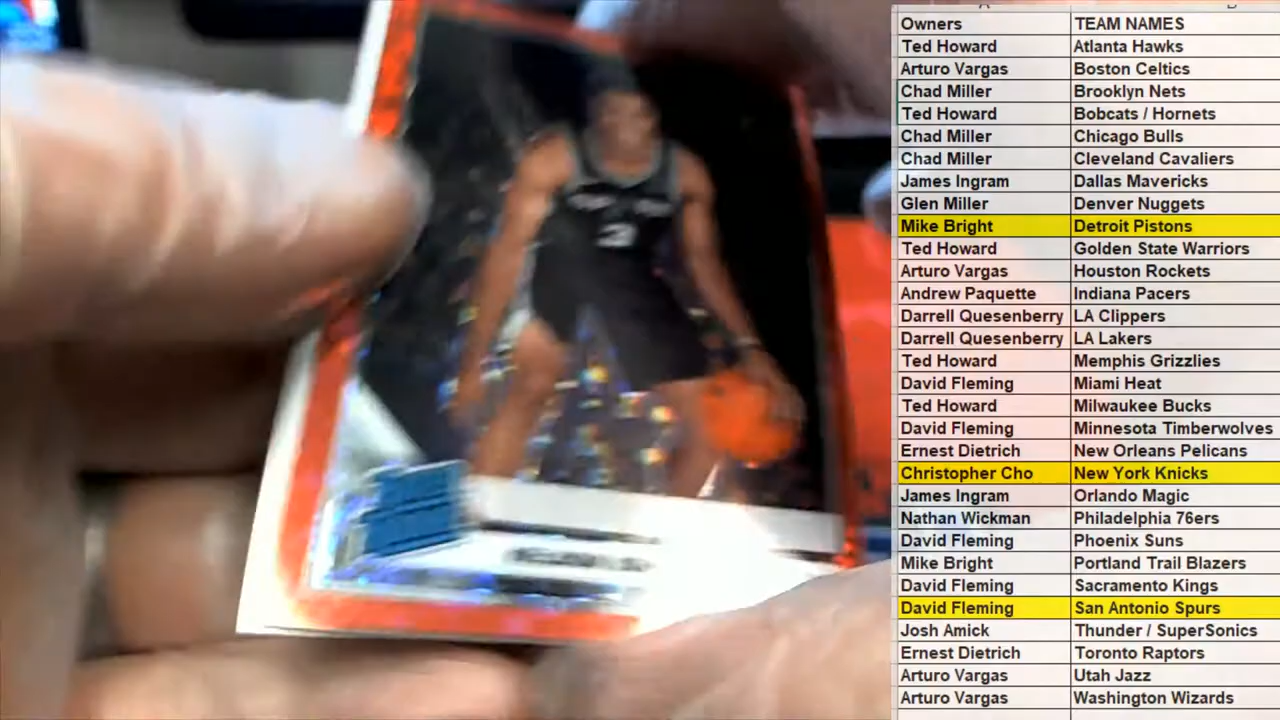 Owners TEAM NAMES
Ted Howard Atlanta Hawks
Arturo Vargas Boston Celtics
Chad Miller Brooklyn Nets
Ted Howard Bobcats / Hornets
Chad Miller Chicago Bulls
Chad Miller Cleveland Cavaliers
James Ingram Dallas Mavericks
Glen Miller Denver Nuggets
Mike Bright Detroit Pistons
Ted Howard Golden State Warriors
Arturo Vargas Houston Rockets
Andrew Paquette Indiana Pacers
Darrell Quesenberry LA Clippers
Darrell Quesenberry LA Lakers
Ted Howard Memphis Grizzlies
David Fleming Miami Heat
Ted Howard Milwaukee Bucks
David Fleming Minnesota Timberwolves
Ernest Dietrich New Orleans Pelicans
Christopher Cho New York Knicks
James Ingram Orlando Magic
Nathan Wickman Philadelphia 76ers
David Fleming Phoenix Suns
Mike Bright Portland Trail Blazers
David Fleming Sacramento Kings
David Fleming San Antonio Spurs
Josh Amick Thunder / SuperSonics
Ernest Dietrich Toronto Raptors
Arturo Vargas Utah Jazz
Arturo Vargas Washington Wizards
3